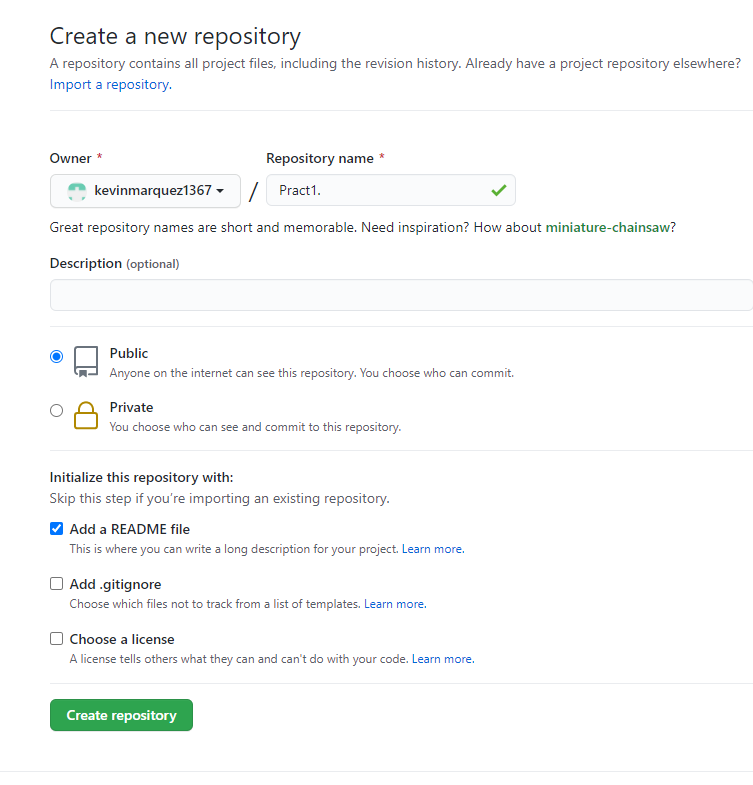 Create a new repository
A repository contains all project files, including the revision history. Already have a project repository elsewhere?
Import a repository.
Owner * Repository name *
kevinmarquez1367 / Pract1.
Great repository names are short and memorable. Need inspiration? How about miniature-chainsaw?
Description (optional)
Public
Anyone on the internet can see this repository. You choose who can commit.
Private
You choose who can see and commit to this repository.
Initialize this repository with:
Skip this step if you're importing an existing repository.
Add a README file
This is where you can write a long description for your project. Learn more.
Add .gitignore
Choose which files not to track from a list of templates. Learn more.
Choose a license
A license tells others what they can and can't do with your code. Learn more.
Create repository